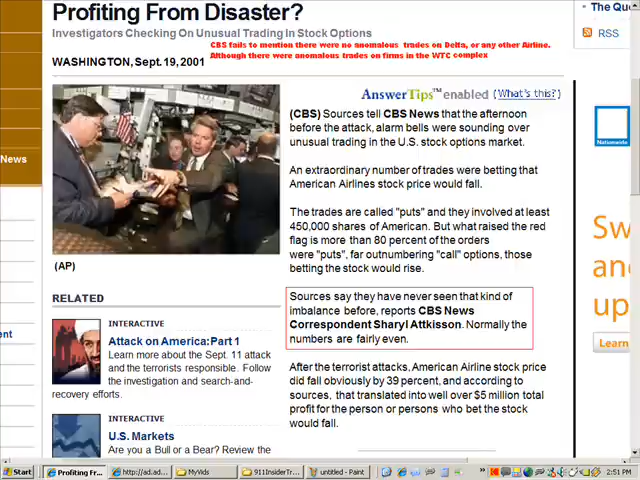 Profiting From Disaster?
Investigators Checking On Unusual Trading In Stock Options
CBS fails to mention there were no anomalous trades on Delta, or any other Airline.
Although there were anomalous trades on firms in the WTC complex
WASHINGTON, Sept. 19, 2001
The Que
RSS
AnswerTips™ enabled (What's this?)
(CBS) Sources tell CBS News that the afternoon
before the attack, alarm bells were sounding over
unusual trading in the U.S. stock options market.
An extraordinary number of trades were betting that
American Airlines stock price would fall.
The trades are called "puts" and they involved at least
450,000 shares of American. But what raised the red
flag is more than 80 percent of the orders
were "puts", far outnumbering "call" options, those
betting the stock would rise.
Sources say they have never seen that kind of
imbalance before, reports CBS News
Correspondent Sharyl Attkisson. Normally the
numbers are fairly even.
After the terrorist attacks, American Airline stock price
did fall obviously by 39 percent, and according to
sources, that translated into well over $5 million total
profit for the person or persons who bet the stock
would fall.
(AP)
RELATED
INTERACTIVE
Attack on America: Part 1
Learn more about the Sept. 11 attack
and the terrorists responsible. Follow
the investigation and search-and-
recovery efforts.
INTERACTIVE
U.S. Markets
Are you a Bull or a Bear? Review the
News
ent
Nationwide
Sw
and
up
Learn
Start
Profiting Fr...
http://ad.ad...
MyVids
911InsiderTr...
untitled - Paint
2:51 PM